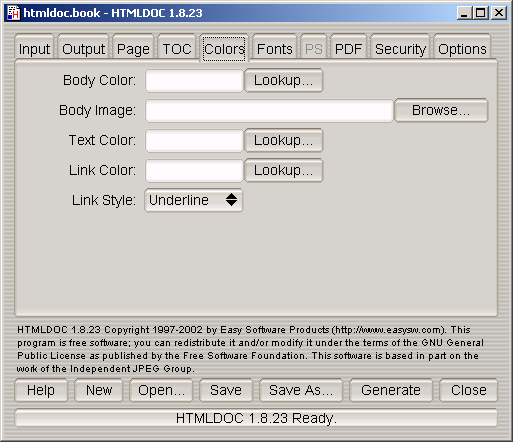 htmldoc.book - HTMLDOC 1.8.23
Input Output Page TOC Colors Fonts PS PDF Security Options
Body Color: Lookup...
Body Image: Browse...
Text Color: Lookup...
Link Color: Lookup...
Link Style: Underline
HTMLDOC 1.8.23 Copyright 1997-2002 by Easy Software Products (http://www.easysw.com). This
program is free software; you can redistribute it and/or modify it under the terms of the GNU General
Public License as published by the Free Software Foundation. This software is based in part on the
work of the Independent JPEG Group.
Help New Open... Save Save As... Generate Close
HTMLDOC 1.8.23 Ready.